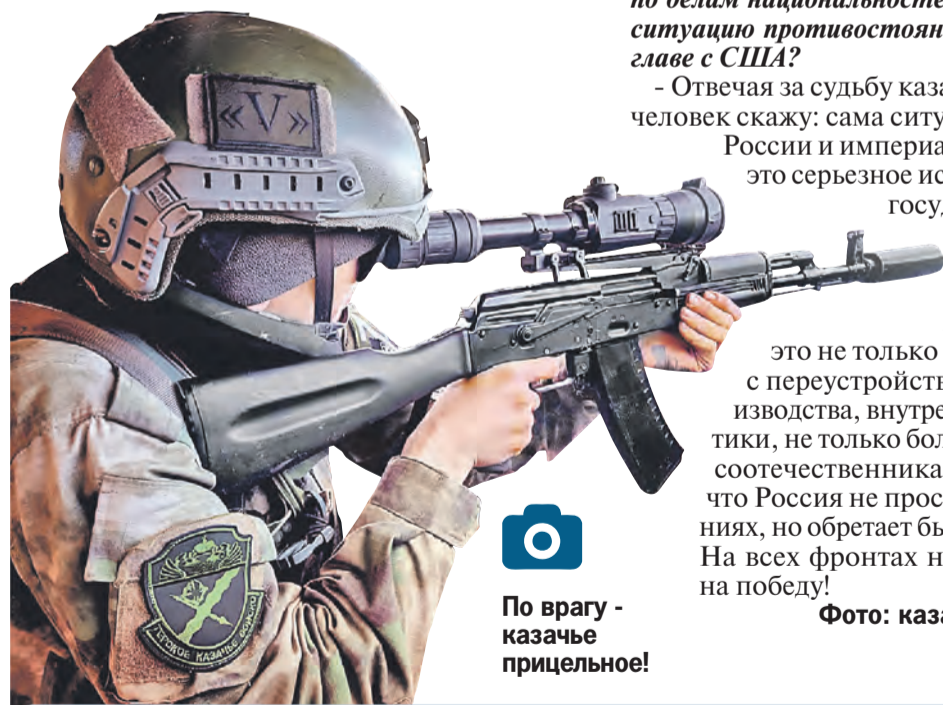 по делам национальносте
ситуацию противостоян
главе с США?
- Отвечая за судьбу каза
человек скажу: сама ситу
России и империа
это серьезное ис
госу
это не только
с переустройств
изводства, внутре
тики, не только бол
соотечественника
что Россия не прос
ниях, но обретает бы
На всех фронтах н
на победу!
Фото: каза
«V»
КАЗАЧЬЕ ВОЙСКО
По врагу -
казачье
прицельное!